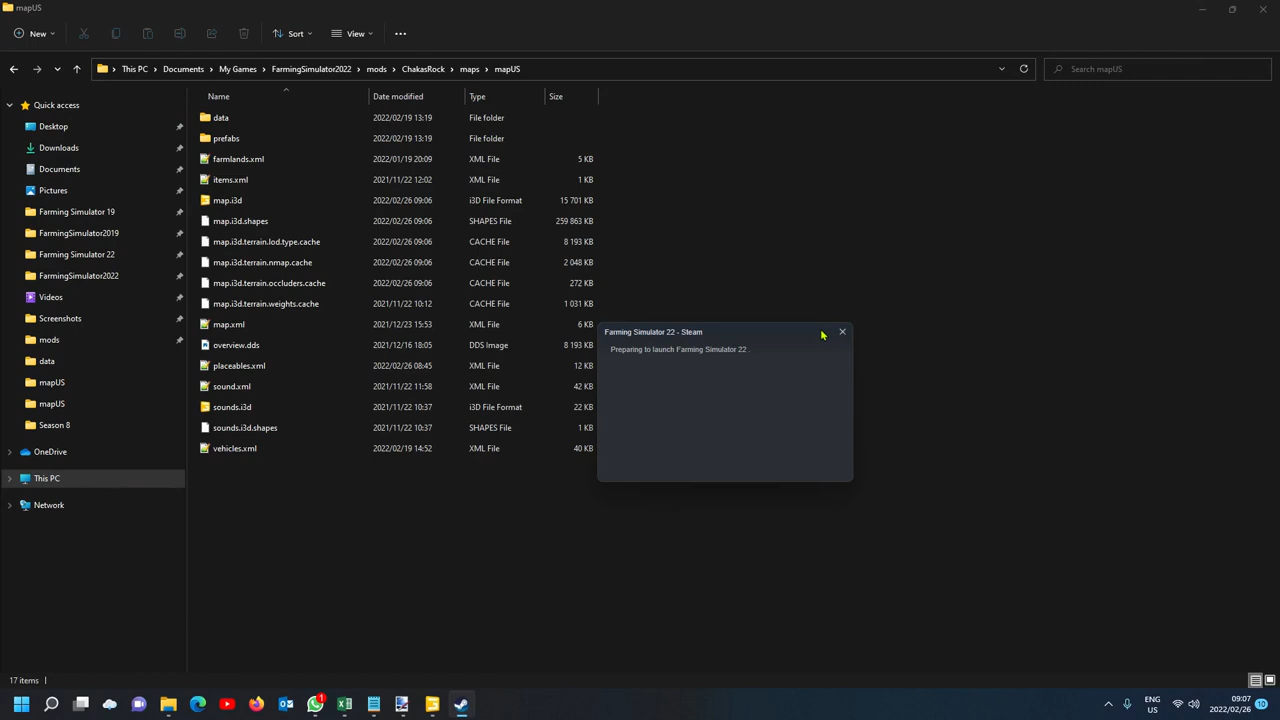 mapUS
New
Sort
View
This PC
Documents
My Games
FarmingSimulator2022
mods
ChakasRock
maps
mapUS
Search mapUS
Name
Date modified
Type
Size
Quick access
Desktop
Downloads
Documents
Pictures
Farming Simulator 19
FarmingSimulator2019
Farming Simulator 22
FarmingSimulator2022
Videos
Screenshots
mods
data
mapUS
mapUS
Season 8
OneDrive
This PC
Network
data 2022/02/19 13:19 File folder
prefabs 2022/02/19 13:19 File folder
farmlands.xml 2022/01/19 20:09 XML File 5 KB
items.xml 2021/11/22 12:02 XML File 1 KB
map.i3d 2022/02/26 09:06 i3D File Format 15 701 KB
map.i3d.shapes 2022/02/26 09:06 SHAPES File 259 863 KB
map.i3d.terrain.lod.type.cache 2022/02/26 09:06 CACHE File 8 193 KB
map.i3d.terrain.nmap.cache 2022/02/26 09:06 CACHE File 2 048 KB
map.i3d.terrain.occluders.cache 2022/02/26 09:06 CACHE File 272 KB
map.i3d.terrain.weights.cache 2021/11/22 10:12 CACHE File 1 031 KB
map.xml 2021/12/23 15:53 XML File 6 KB
overview.dds 2021/12/16 18:05 DDS Image 8 193 KB
placeables.xml 2022/02/26 08:45 XML File 12 KB
sound.xml 2021/11/22 11:58 XML File 42 KB
sounds.i3d 2021/11/22 10:37 i3D File Format 22 KB
sounds.i3d.shapes 2021/11/22 10:37 SHAPES File 1 KB
vehicles.xml 2022/02/19 14:52 XML File 40 KB
Farming Simulator 22 - Steam
Preparing to launch Farming Simulator 22 .
17 items
1
ENG
US
09:07
2022/02/26
10